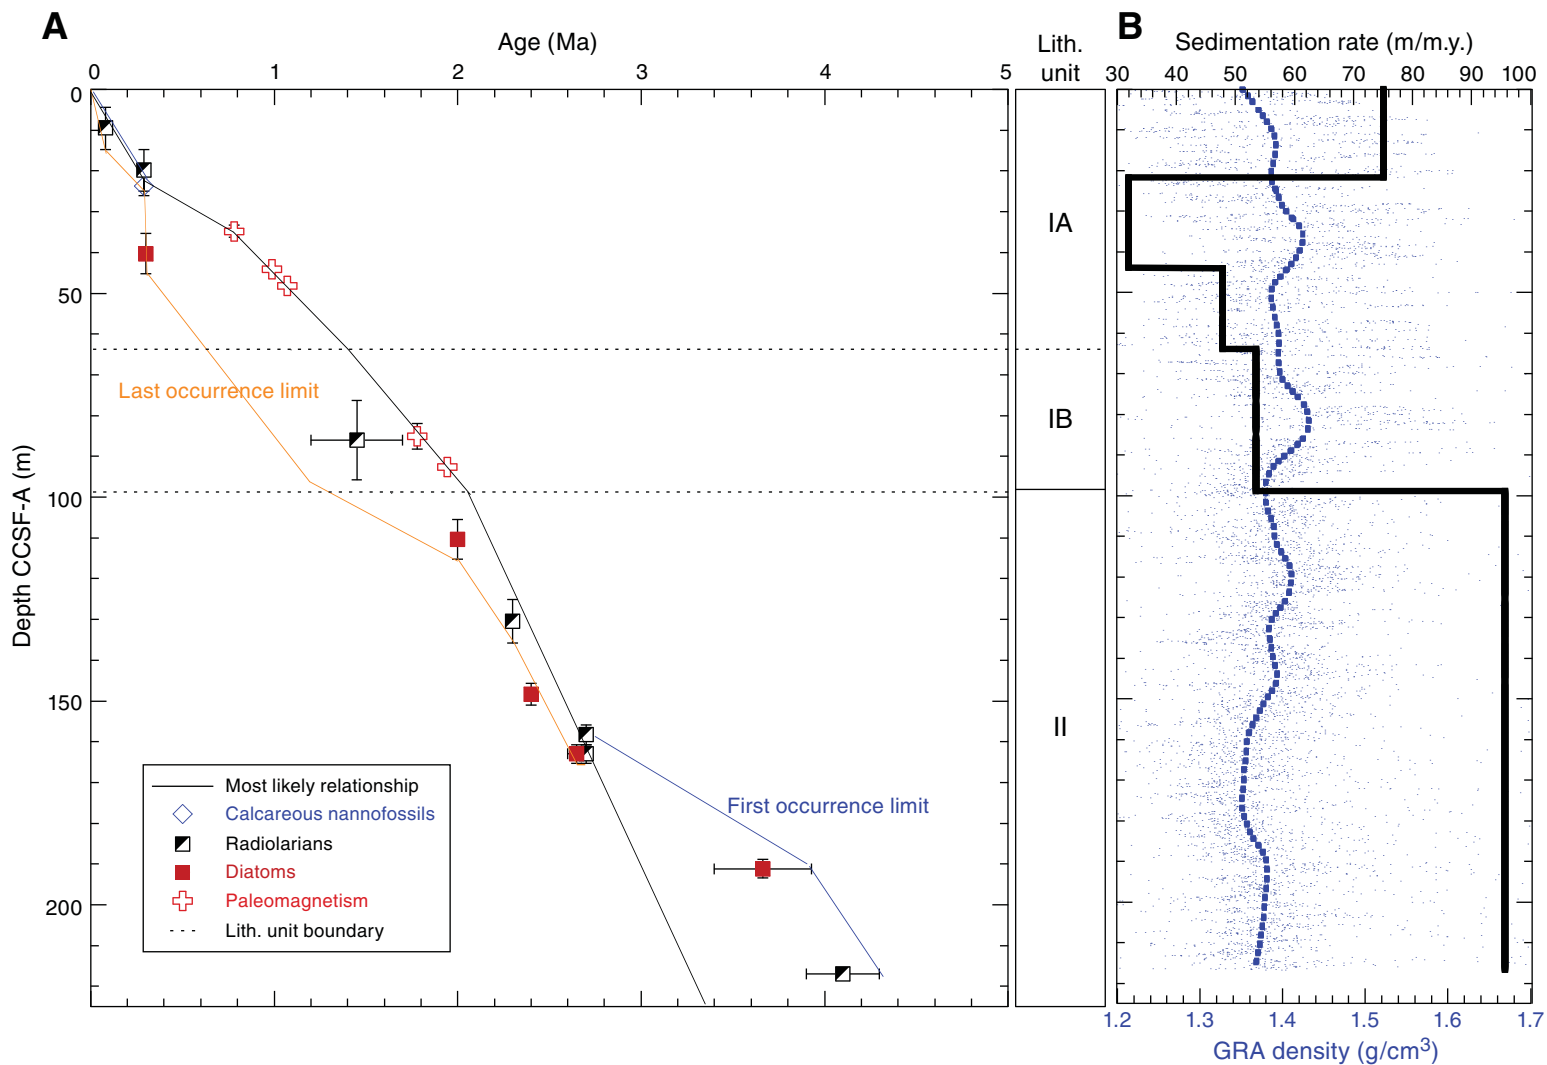 A
Age (Ma)
0 1 2 3 4 5
Lith.
unit
B
Sedimentation rate (m/m.y.)
30 40 50 60 70 80 90 100
0
50
100
150
200
Depth CCSF-A (m)
Last occurrence limit
First occurrence limit
Most likely relationship
Calcareous nannofossils
Radiolarians
Diatoms
Paleomagnetism
Lith. unit boundary
IA
IB
II
1.2 1.3 1.4 1.5 1.6 1.7
GRA density (g/cm³)